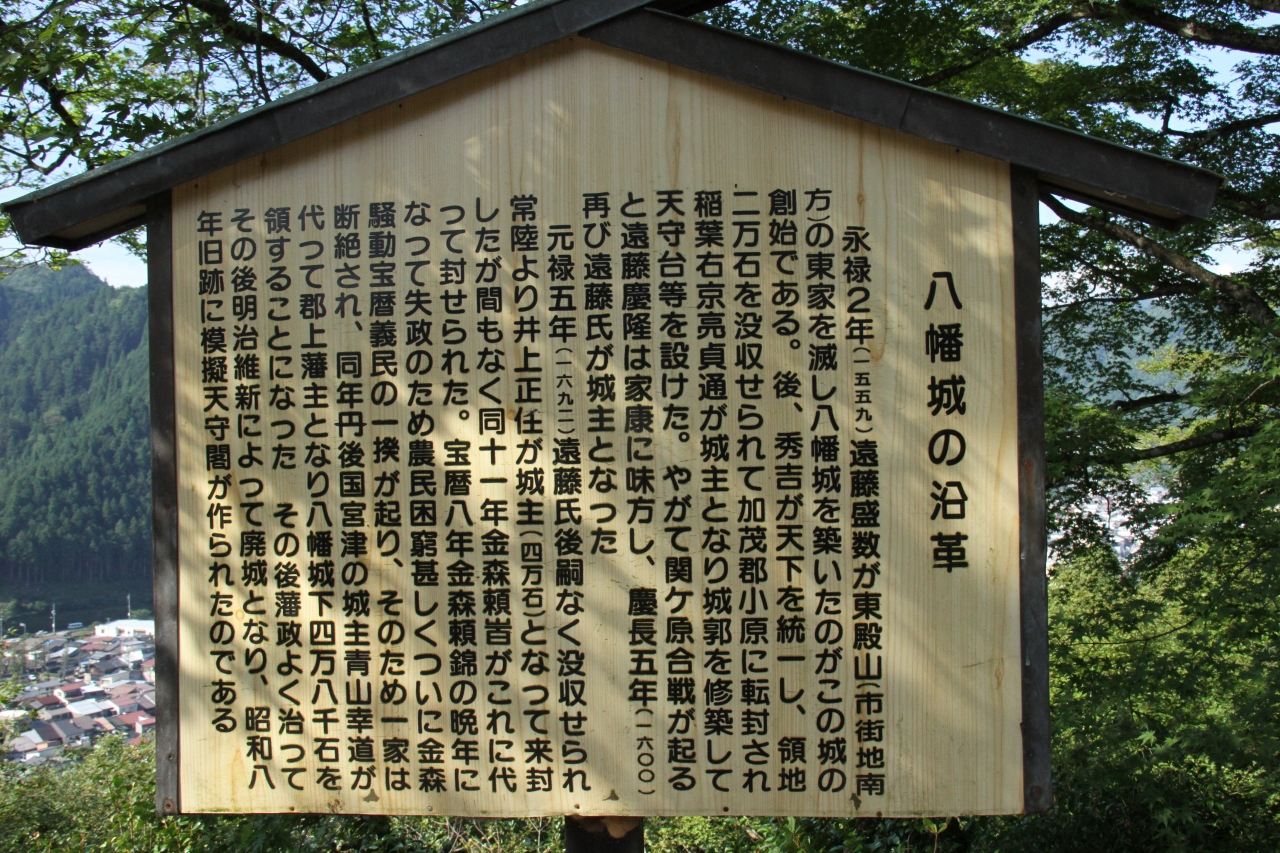 八幡城の沿革
永禄2年(一五五九)遠藤盛数が東殿山(市街地南
方)の東家を滅し八幡城を築いたのがこの城の
創始である。後、秀吉が天下を統一し、領地
二万石を没収せられて加茂郡小原に転封され
稲葉右京亮貞通が城主となり城郭を修築して
天守台等を設けた。やがて関ケ原合戦が起る
と遠藤慶隆は家康に味方し、慶長五年(一六〇〇)
再び遠藤氏が城主となった
元禄五年(一六九二)遠藤氏後嗣なく没収せられ
常陸より井上正任が城主(四万石)となって来封
したが間もなく同十一年金森頼旹がこれに代
って封せられた。宝暦八年金森頼錦の晩年に
なって失政のため農民困窮甚しくついに金森
騒動宝暦義民の一揆が起り、そのため一家は
断絶され、同年丹後国宮津の城主青山幸道が
代って郡上藩主となり八幡城下四万八千石を
領することになった その後藩政よく治って
その後明治維新によって廃城となり、昭和八
年旧跡に模擬天守閣が作られたのである